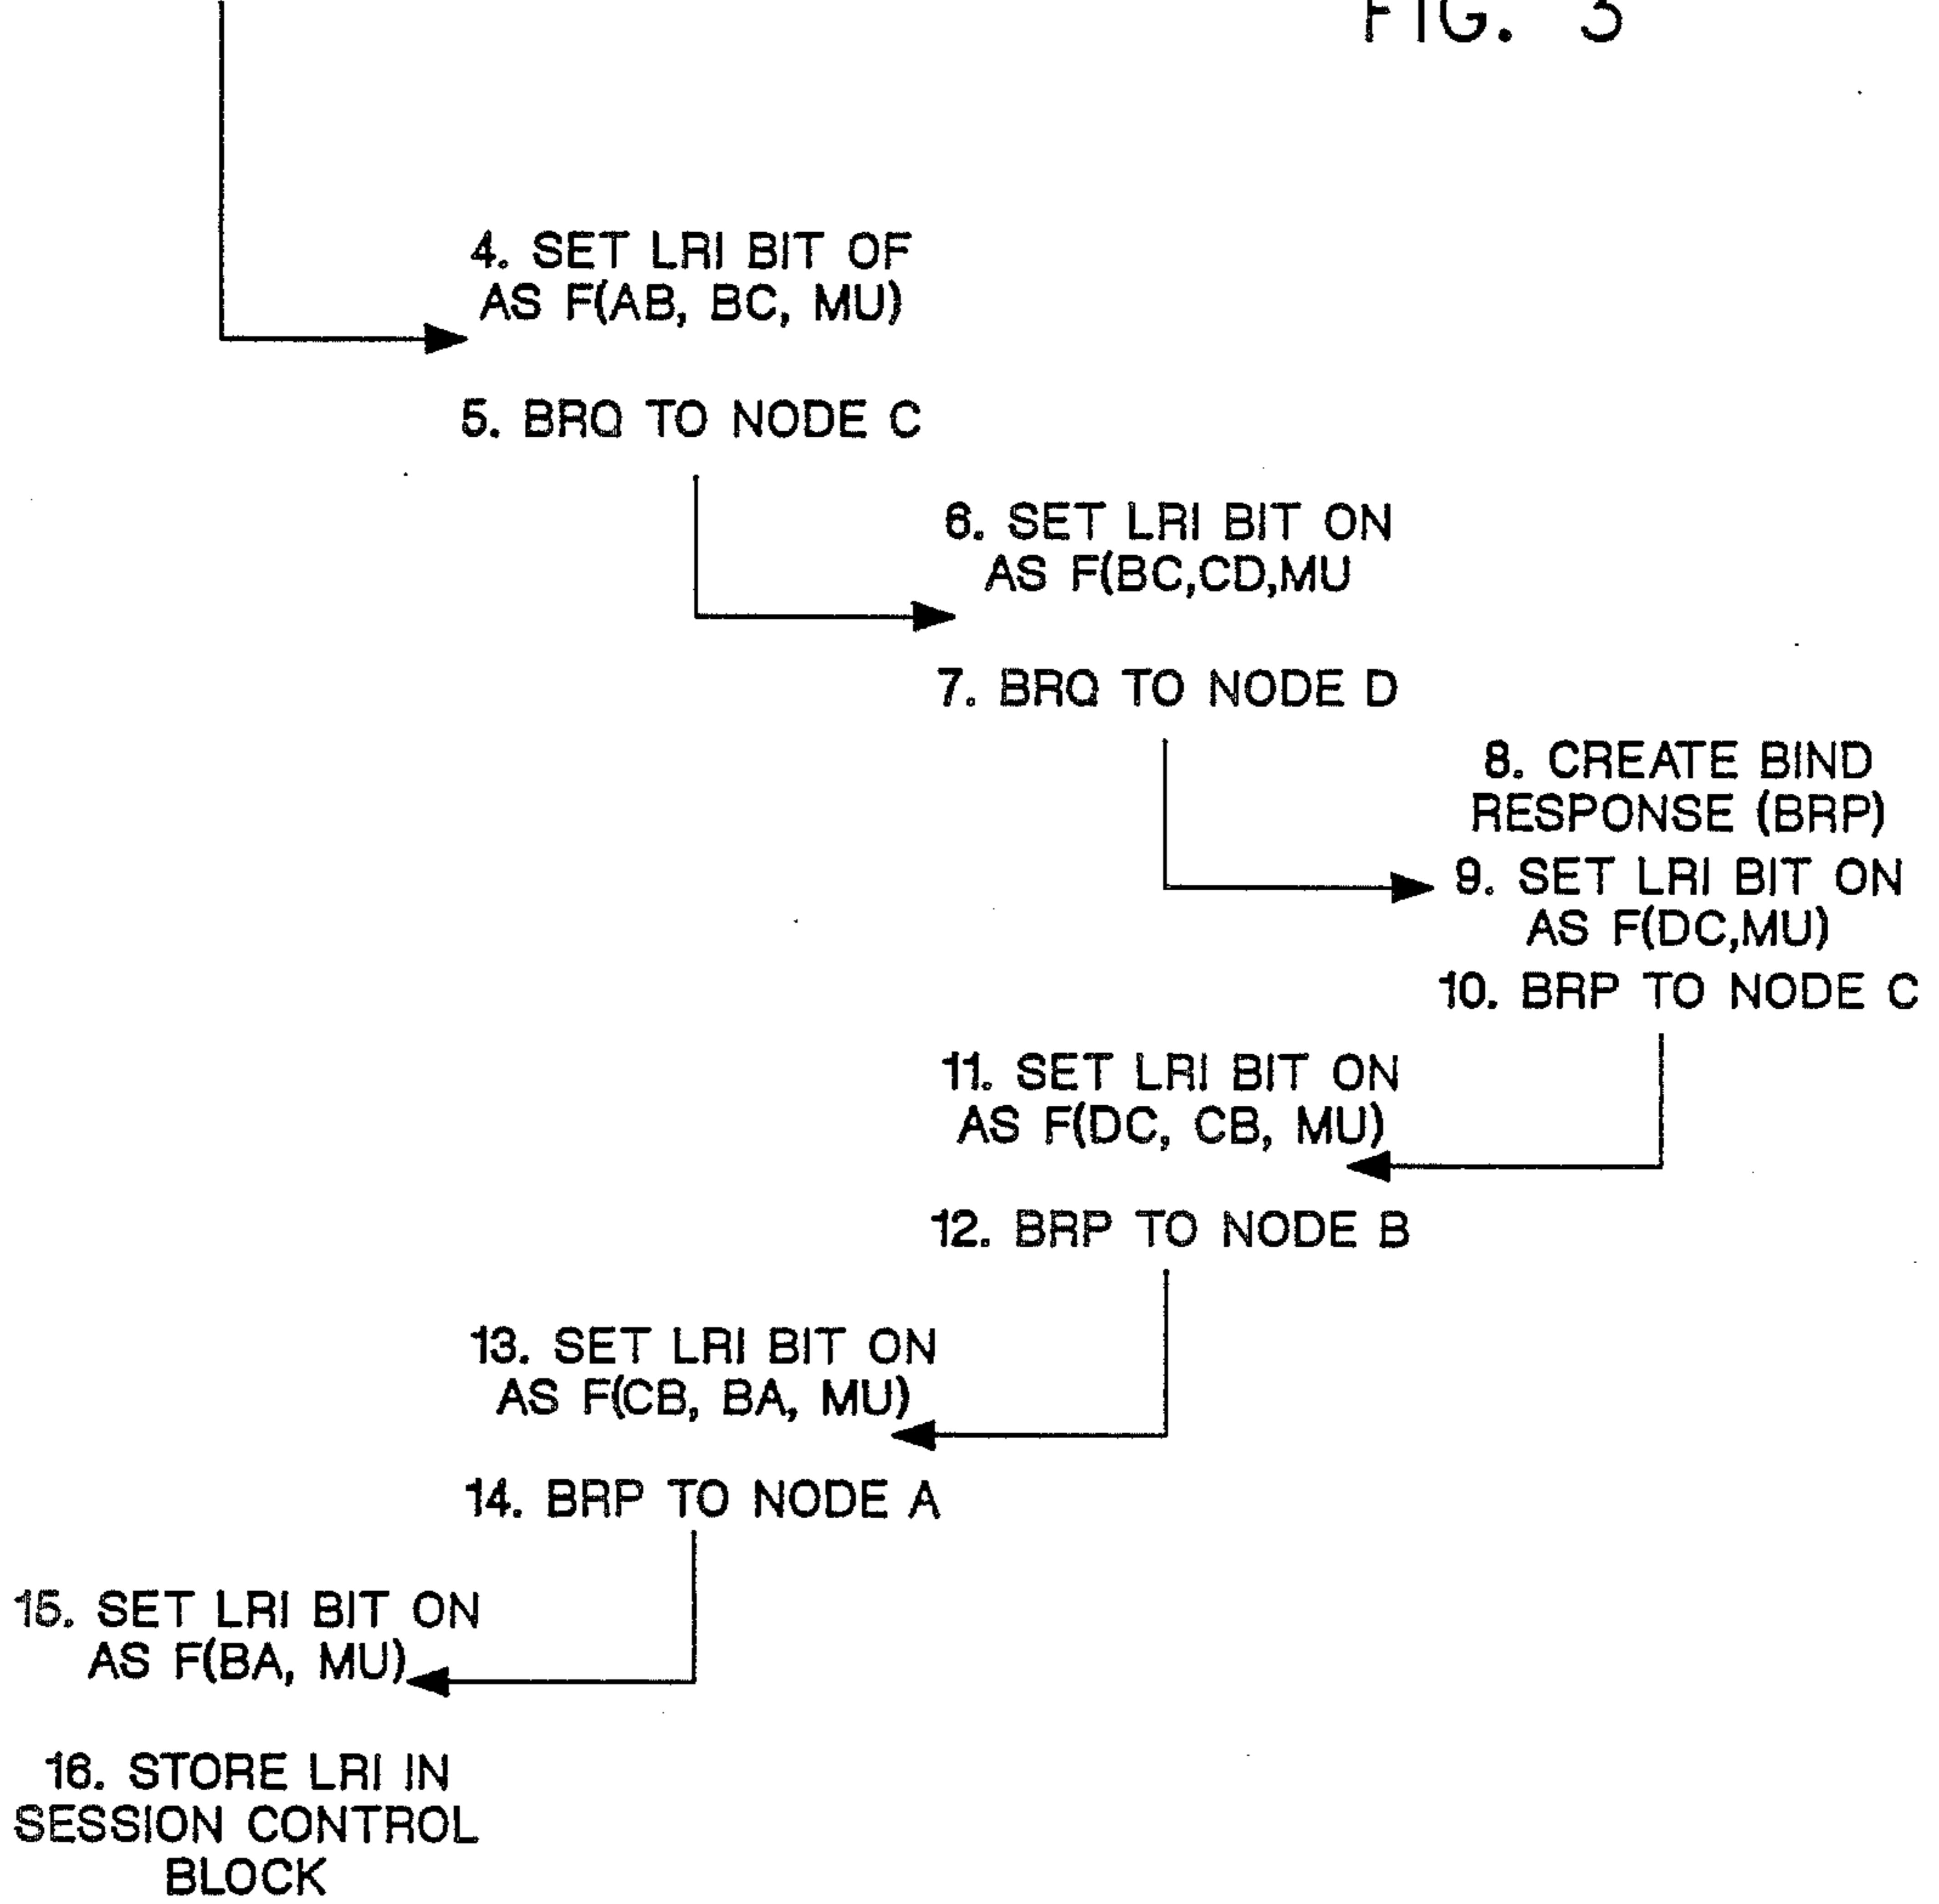 FIG. 3
4. SET LRI BIT OF
AS F(AB, BC, MU)
5. BRQ TO NODE C
6. SET LRI BIT ON
AS F(BC,CD,MU
7. BRQ TO NODE D
8. CREATE BIND
RESPONSE (BRP)
9. SET LRI BIT ON
AS F(DC,MU)
10. BRP TO NODE C
11. SET LRI BIT ON
AS F(DC, CB, MU)
12. BRP TO NODE B
13. SET LRI BIT ON
AS F(CB, BA, MU)
14. BRP TO NODE A
15. SET LRI BIT ON
AS F(BA, MU)
16. STORE LRI IN
SESSION CONTROL
BLOCK